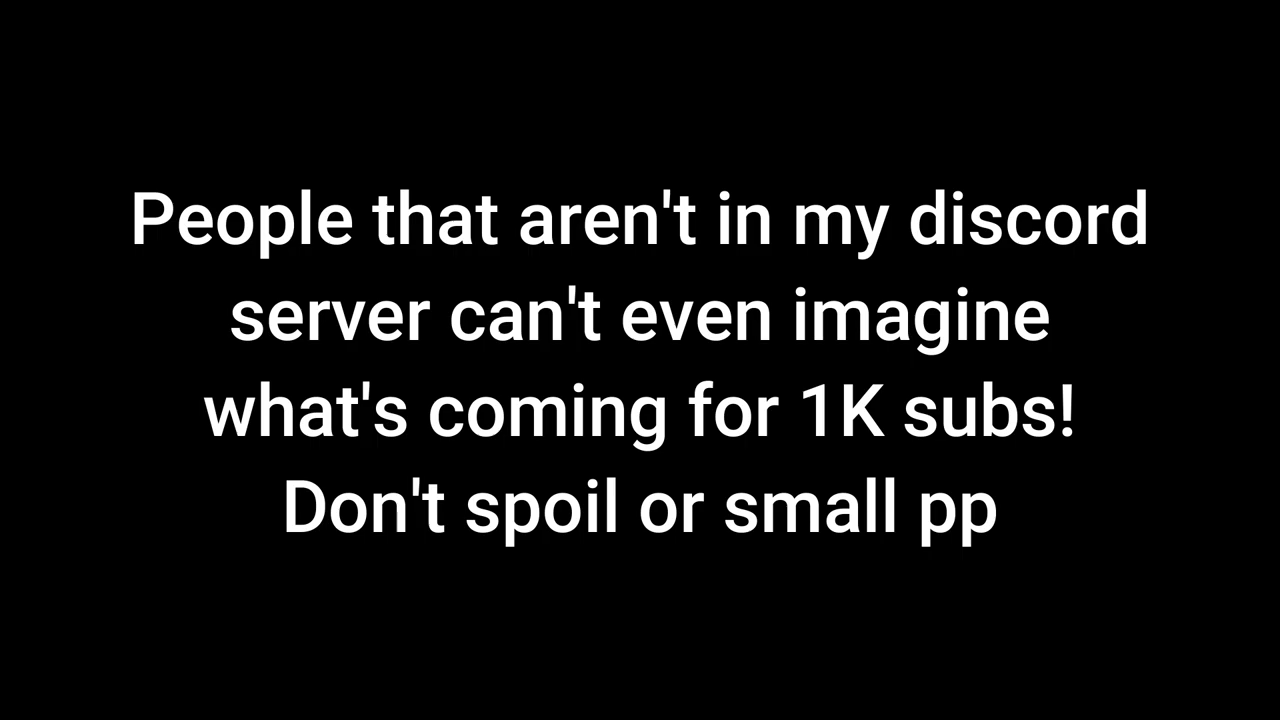 People that aren't in my discord
server can't even imagine
what's coming for 1K subs!
Don't spoil or small pp